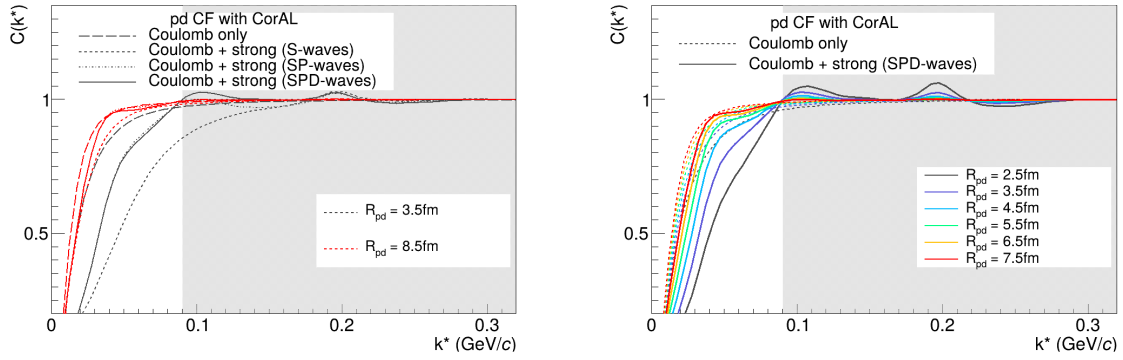 pd CF with CorAL
Coulomb only
Coulomb + strong (S-waves)
Coulomb + strong (SP-waves)
Coulomb + strong (SPD-waves)
C(k*)
1
0.5
R_pd = 3.5fm
R_pd = 8.5fm
0 0.1 0.2 0.3
k* (GeV/c)
pd CF with CorAL
Coulomb only
Coulomb + strong (SPD-waves)
C(k*)
1
0.5
R_pd = 2.5fm
R_pd = 3.5fm
R_pd = 4.5fm
R_pd = 5.5fm
R_pd = 6.5fm
R_pd = 7.5fm
0 0.1 0.2 0.3
k* (GeV/c)